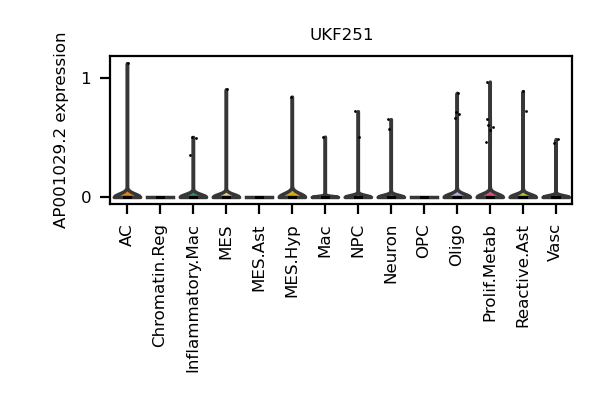 UKF251
AP001029.2 expression
1
0
AC
Chromatin.Reg
Inflammatory.Mac
MES
MES.Ast
MES.Hyp
Mac
NPC
Neuron
OPC
Oligo
Prolif.Metab
Reactive.Ast
Vasc